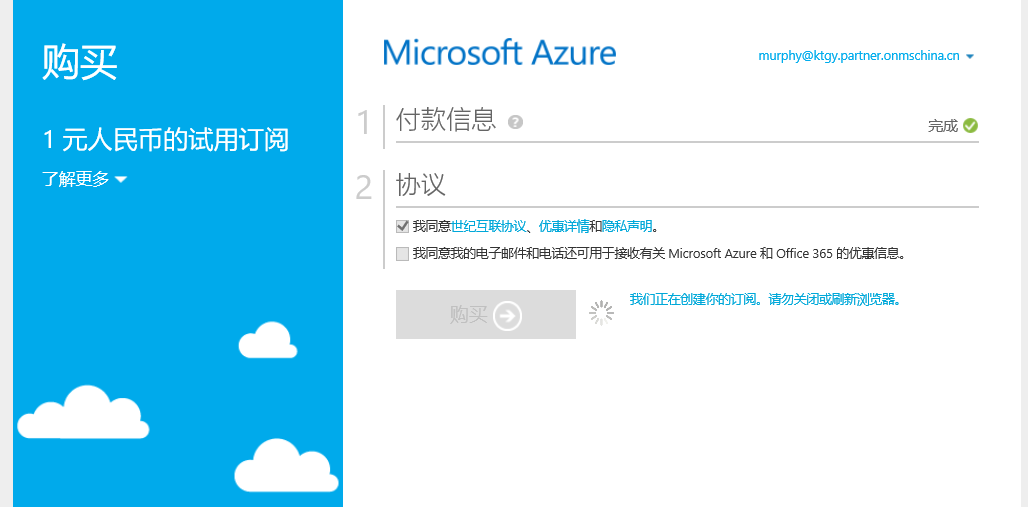 购买
1 元人民币的试用订阅
了解更多
Microsoft Azure
murphy@ktgy.partner.onmschina.cn
1 付款信息 ?
完成
2 协议
我同意世纪互联协议、优惠详情和隐私声明。
我同意我的电子邮件和电话还可用于接收有关 Microsoft Azure 和 Office 365 的优惠信息。
购买
我们正在创建你的订阅。请勿关闭或刷新浏览器。